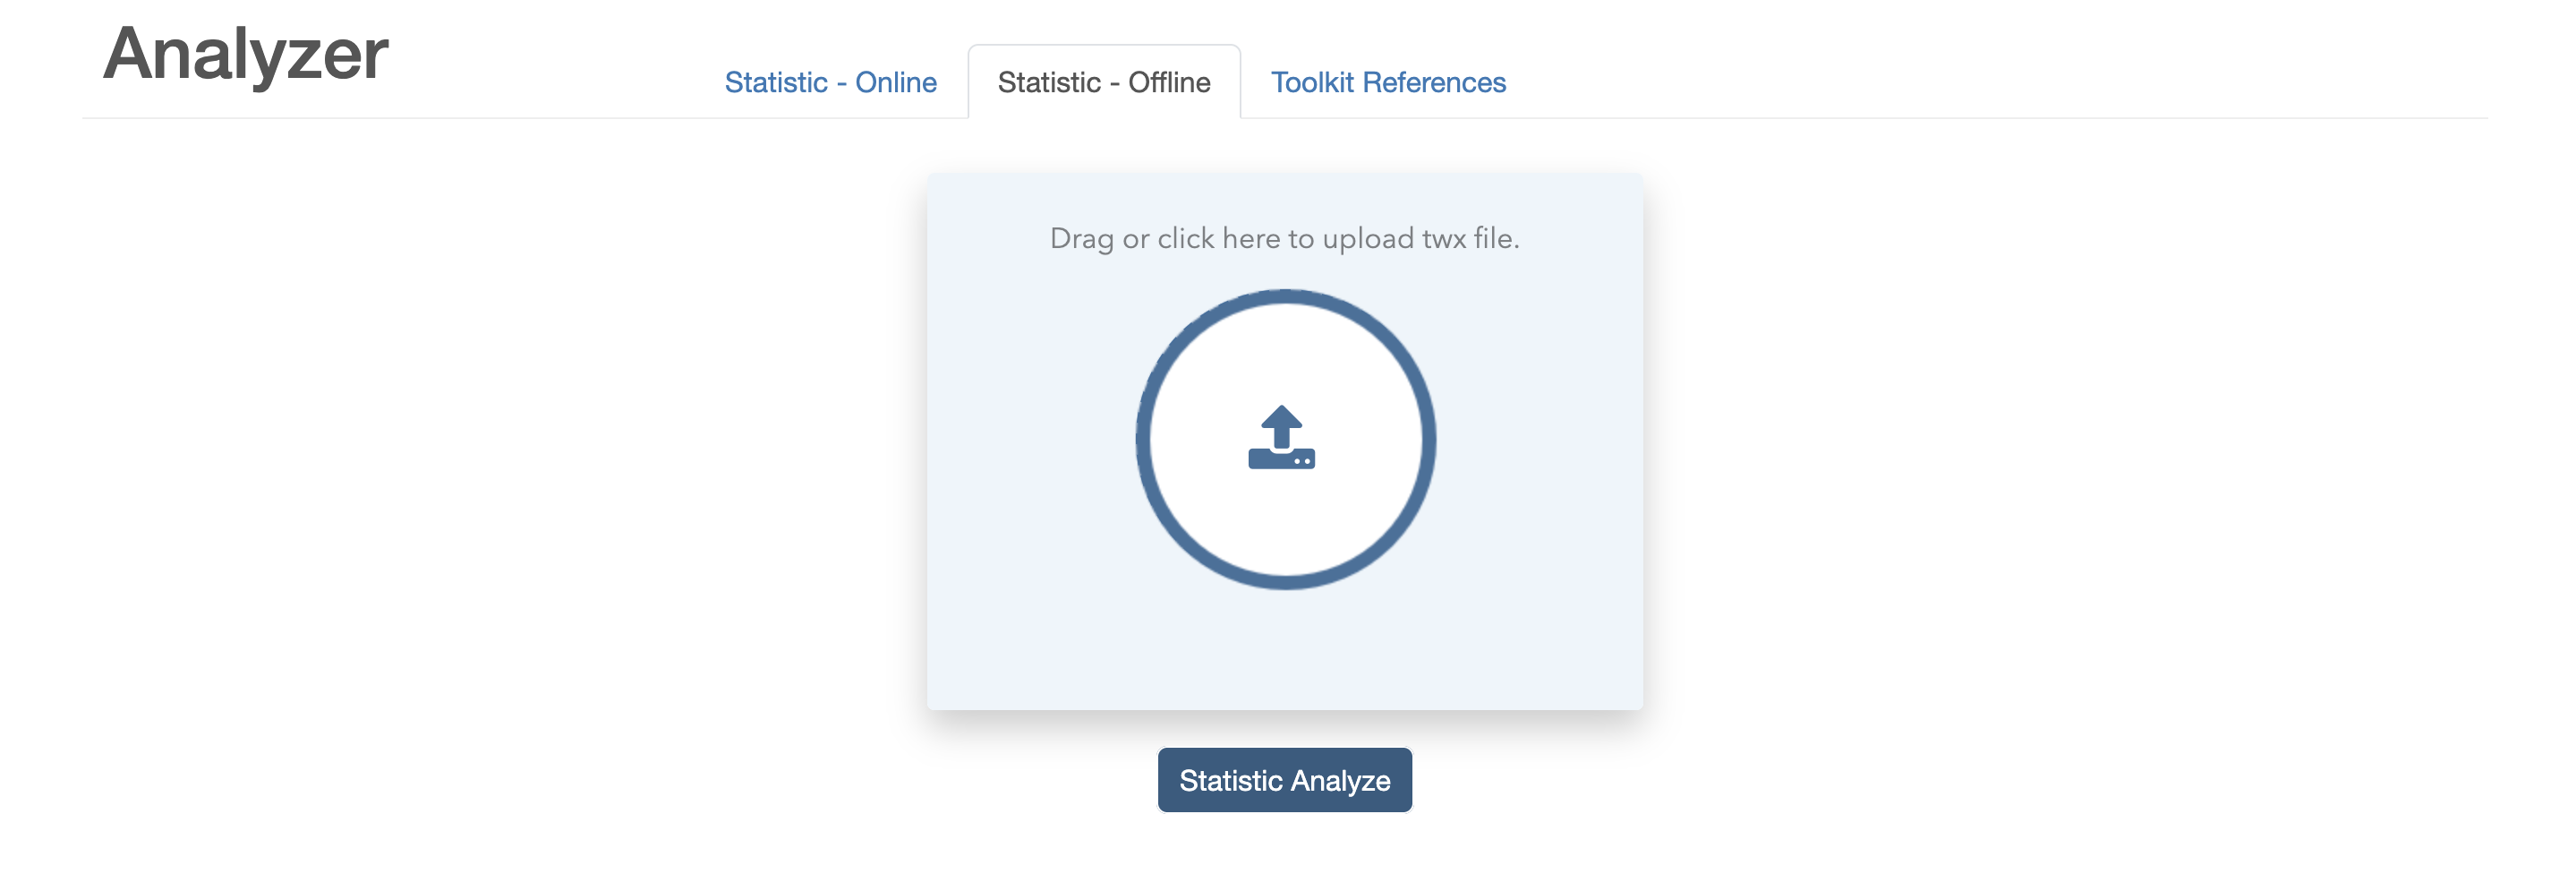 Analyzer
Statistic - Online
Statistic - Offline
Toolkit References
Drag or click here to upload twx file.
Statistic Analyze